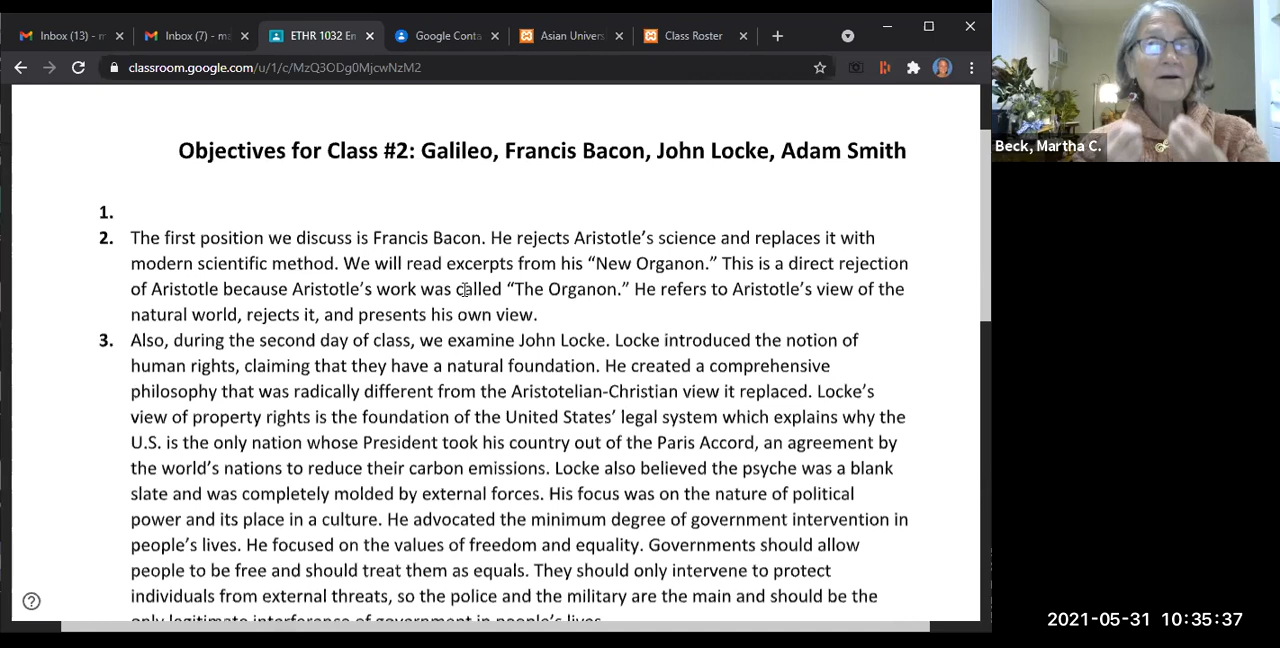 Inbox (13) - m
Inbox (7) - ma
ETHR 1032 En
Google Conta
Asian Univers
Class Roster
classroom.google.com/u/1/c/MzQ3ODg0MjcwNzM2
Objectives for Class #2: Galileo, Francis Bacon, John Locke, Adam Smith
1.
2. The first position we discuss is Francis Bacon. He rejects Aristotle’s science and replaces it with
modern scientific method. We will read excerpts from his “New Organon.” This is a direct rejection
of Aristotle because Aristotle’s work was called “The Organon.” He refers to Aristotle’s view of the
natural world, rejects it, and presents his own view.
3. Also, during the second day of class, we examine John Locke. Locke introduced the notion of
human rights, claiming that they have a natural foundation. He created a comprehensive
philosophy that was radically different from the Aristotelian-Christian view it replaced. Locke’s
view of property rights is the foundation of the United States’ legal system which explains why the
U.S. is the only nation whose President took his country out of the Paris Accord, an agreement by
the world’s nations to reduce their carbon emissions. Locke also believed the psyche was a blank
slate and was completely molded by external forces. His focus was on the nature of political
power and its place in a culture. He advocated the minimum degree of government intervention in
people’s lives. He focused on the values of freedom and equality. Governments should allow
people to be free and should treat them as equals. They should only intervene to protect
individuals from external threats, so the police and the military are the main and should be the
only legitimate interference of government in people’s lives.
Beck, Martha C.
2021-05-31 10:35:37